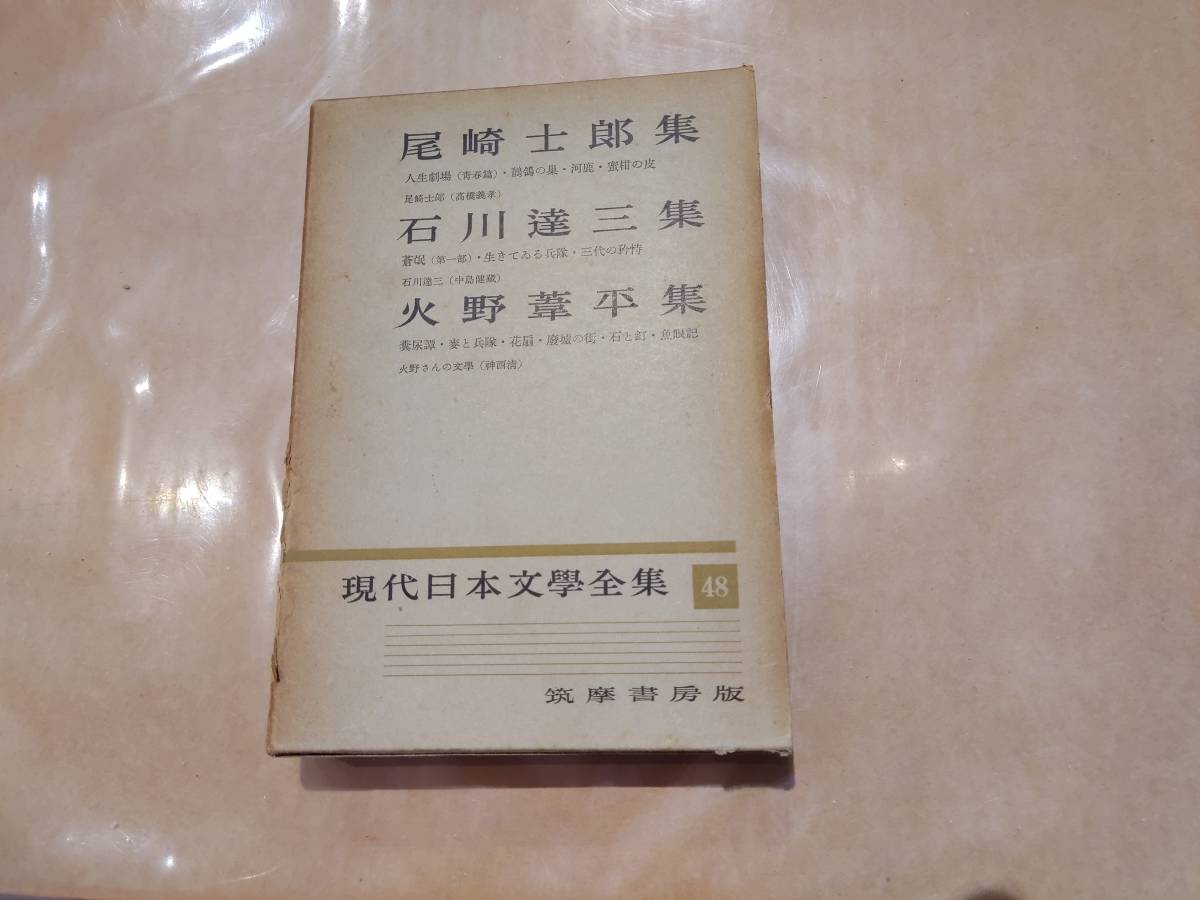 尾崎士郎集
人生劇場（靑春篇）・鶺鴒の巢・河鹿・蜜柑の皮
尾崎士郎（高橋義孝）
石川達三集
蒼氓（第一部）・生きてゐる兵隊・三代の矜恃
石川達三（中島健藏）
火野葦平集
糞尿譚・麥と兵隊・花扇・廢墟の街・石と釘・魚眼記
火野さんの文學（神西淸）
現代日本文學全集 48
筑摩書房版